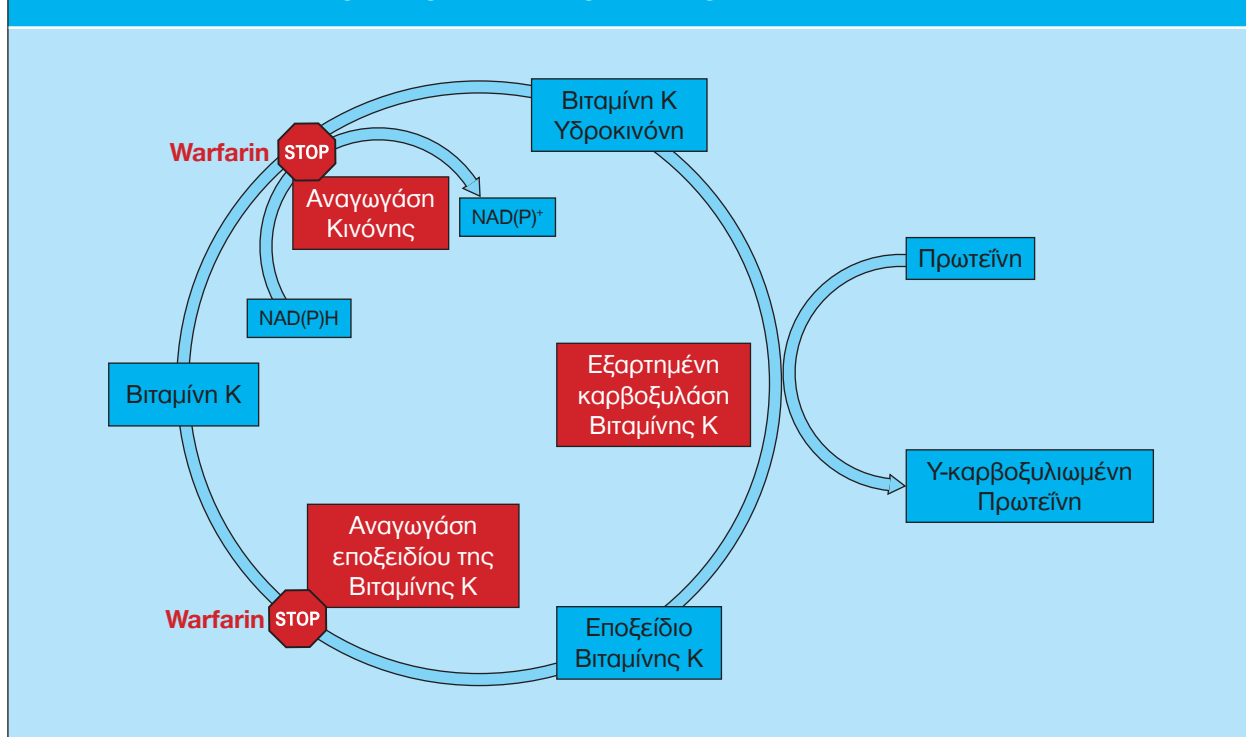 Βιταμίνη Κ
Υδροκινόνη
Warfarin
STOP
Αναγωγάση
Κινόνης
NAD(P)+
Πρωτεΐνη
NAD(P)H
Βιταμίνη Κ
Εξαρτημένη
καρβοξυλάση
Βιταμίνης Κ
Υ-καρβοξυλιωμένη
Πρωτεΐνη
Αναγωγάση
εποξειδίου της
Βιταμίνης Κ
Warfarin
STOP
Εποξείδιο
Βιταμίνης Κ